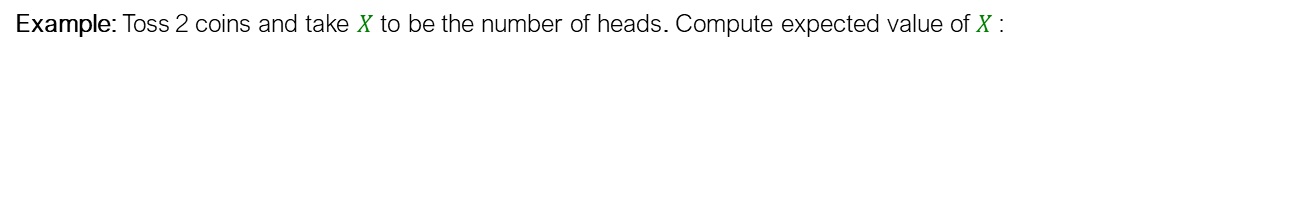 Example: Toss 2 coins and take X to be the number of heads. Compute expected value of X :